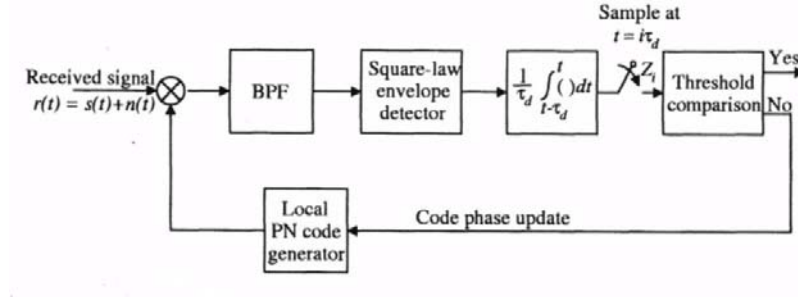 Sample at
t = iτd
Received signal
r(t) = s(t)+n(t)
BPF
Square-law
envelope
detector
1/τd ∫ t t-τd ( )dt
Zi
Threshold
comparison
Yes
No
Local
PN code
generator
Code phase update